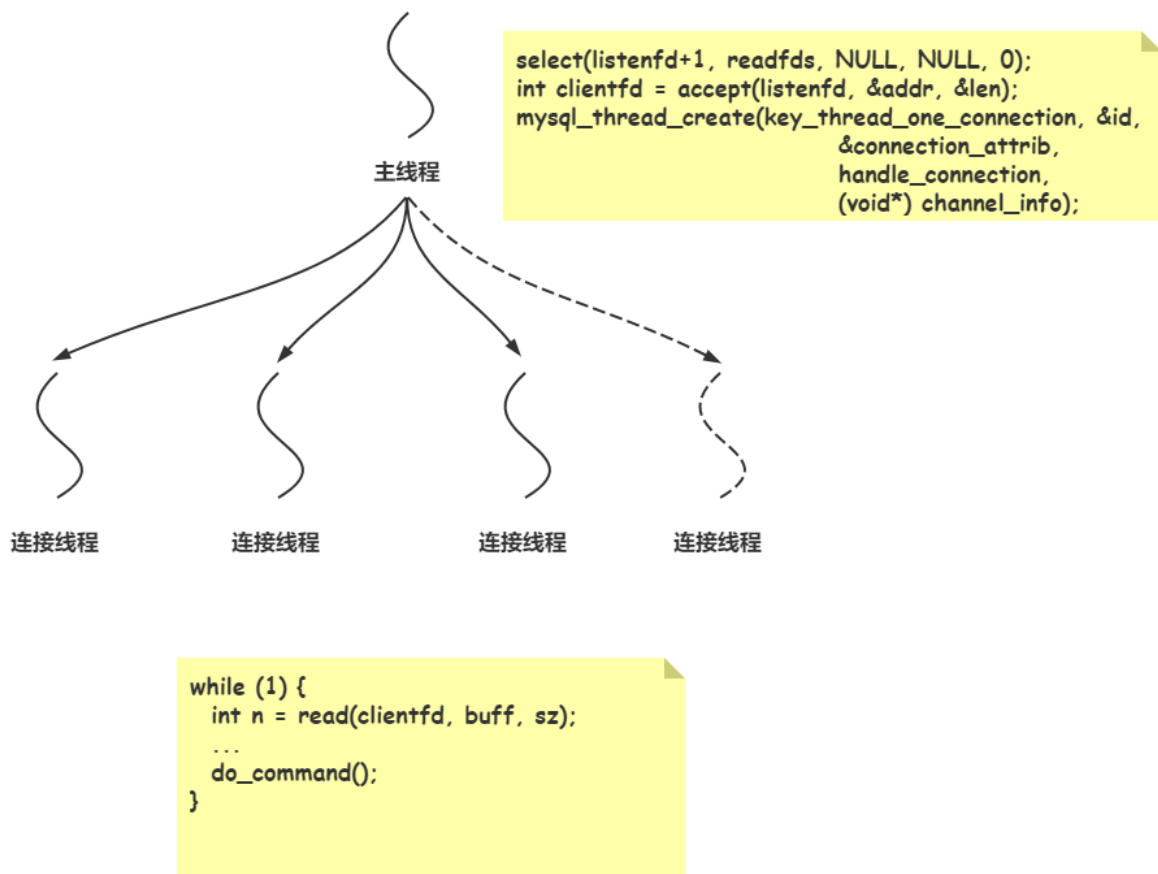 select(listenfd+1, readfds, NULL, NULL, 0);
int clientfd = accept(listenfd, &addr, &len);
mysql_thread_create(key_thread_one_connection, &id,
&connection_attrib,
handle_connection,
(void*) channel_info);
主线程
连接线程
连接线程
连接线程
连接线程
while (1) {
int n = read(clientfd, buff, sz);
...
do_command();
}